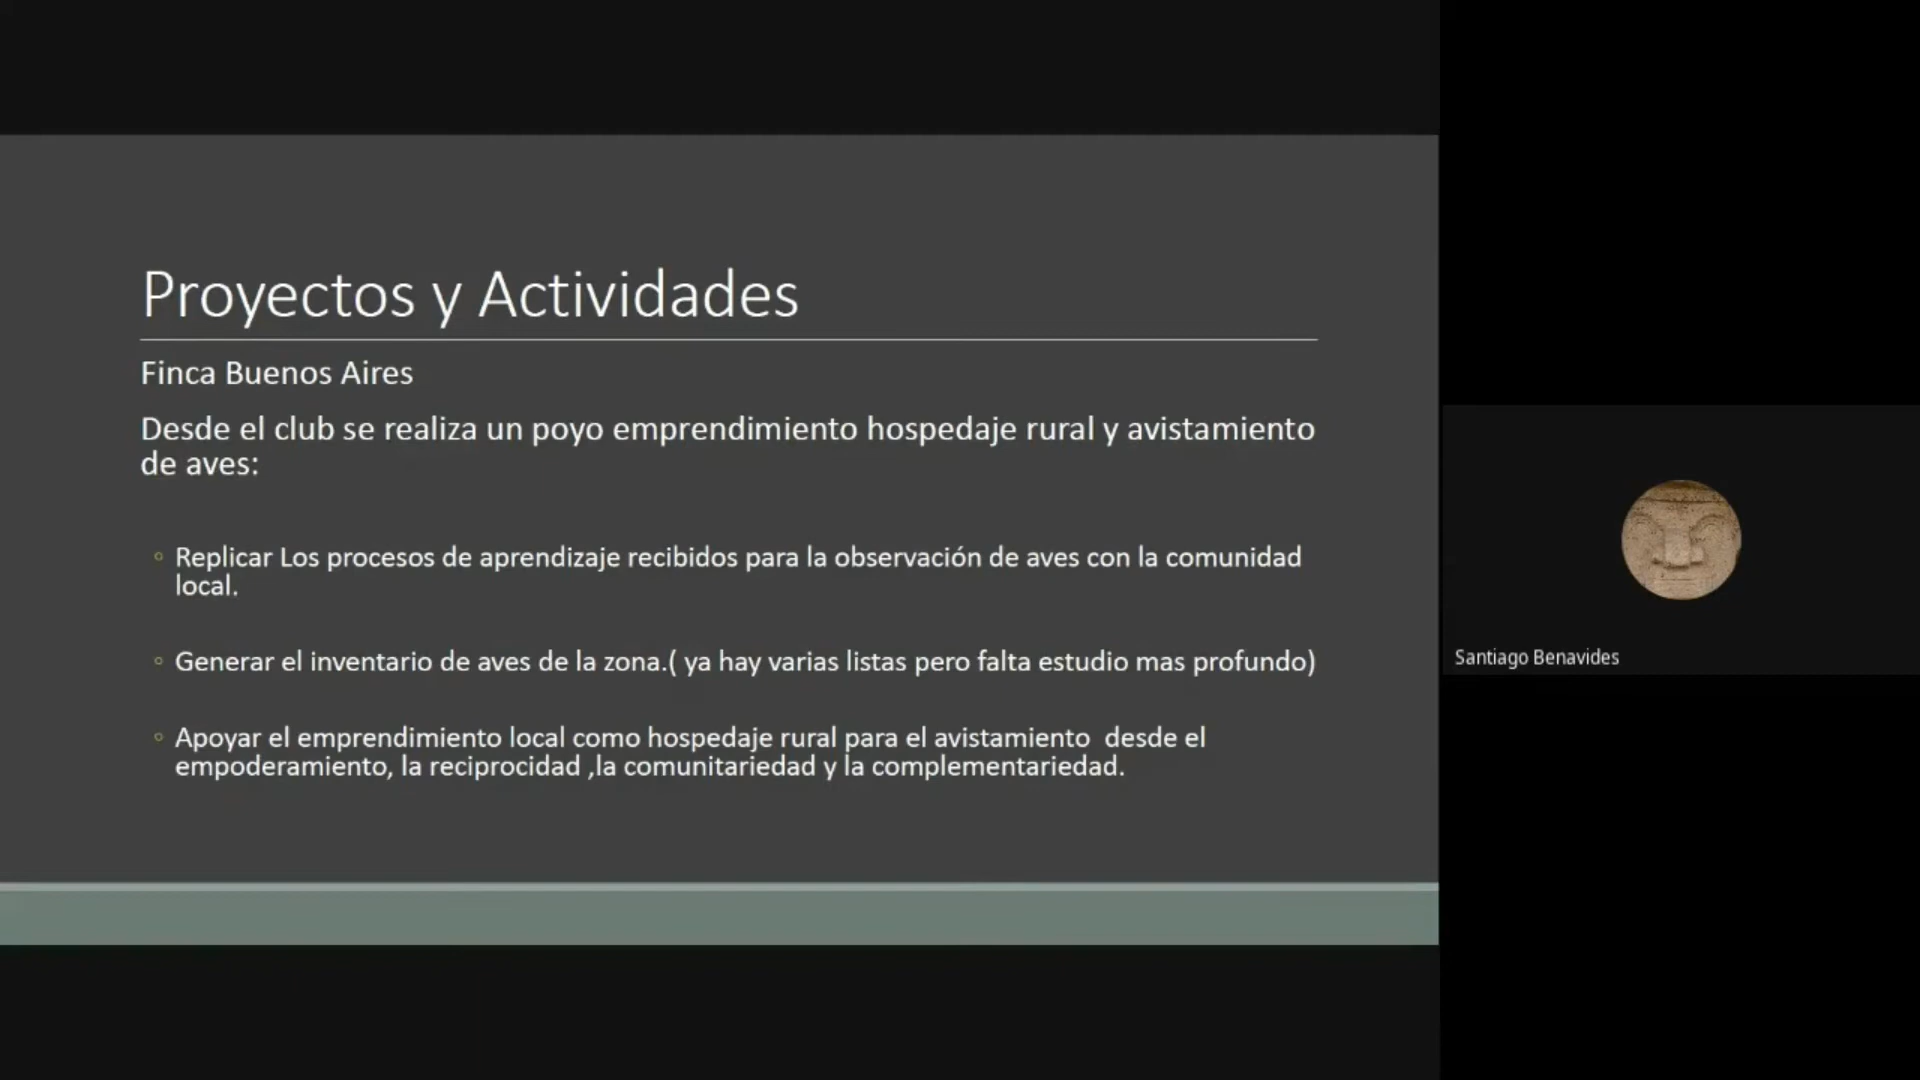 Proyectos y Actividades
Finca Buenos Aires
Desde el club se realiza un poyo emprendimiento hospedaje rural y avistamiento
de aves:
◦ Replicar Los procesos de aprendizaje recibidos para la observación de aves con la comunidad
local.
◦ Generar el inventario de aves de la zona.( ya hay varias listas pero falta estudio mas profundo)
◦ Apoyar el emprendimiento local como hospedaje rural para el avistamiento  desde el
empoderamiento, la reciprocidad ,la comunitariedad y la complementariedad.
Santiago Benavides